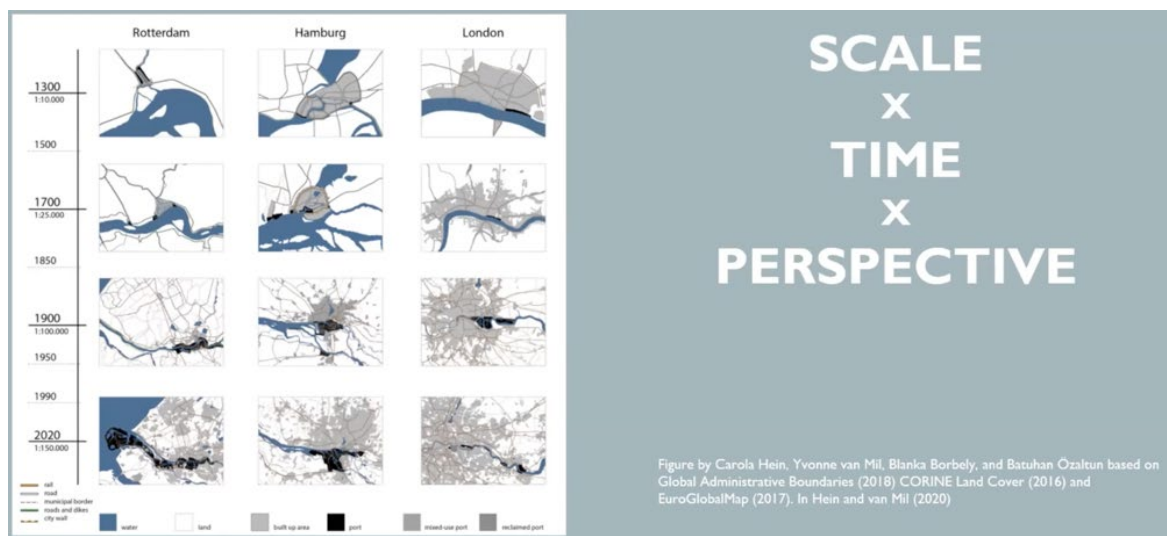 Rotterdam
Hamburg
London
1300
1:10.000
1500
1700
1:25.000
1850
1900
1:100.000
1950
1990
2020
1:150.000
rail
road
municipal border
roads and dikes
city wall
water
land
built up area
port
mixed-use port
reclaimed port
SCALE
x
TIME
x
PERSPECTIVE
Figure by Carola Hein, Yvonne van Mil, Blanka Borbely, and Batuhan Özaltun based on
Global Administrative Boundaries (2018) CORINE Land Cover (2016) and
EuroGlobalMap (2017). In Hein and van Mil (2020)